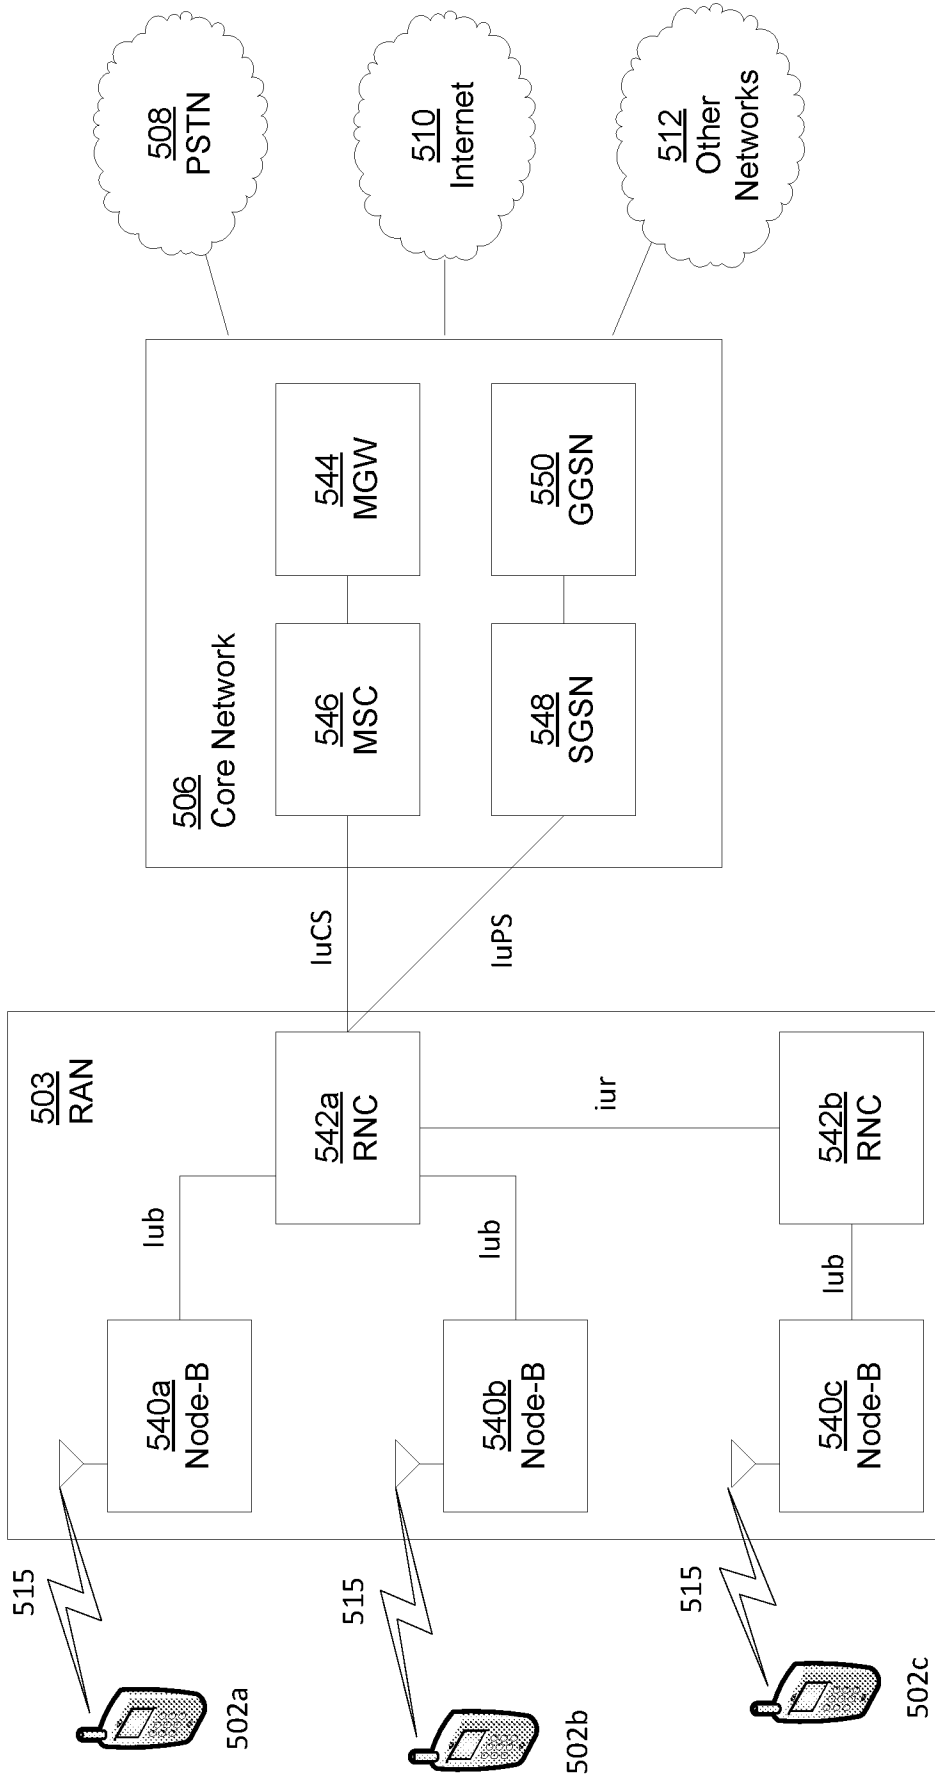 502a
515
540a
Node-B
Iub
503
RAN
502b
515
540b
Node-B
Iub
542a
RNC
502c
515
540c
Node-B
Iub
542b
RNC
iur
IuCS
IuPS
506
Core Network
546
MSC
544
MGW
548
SGSN
550
GGSN
508
PSTN
510
Internet
512
Other
Networks